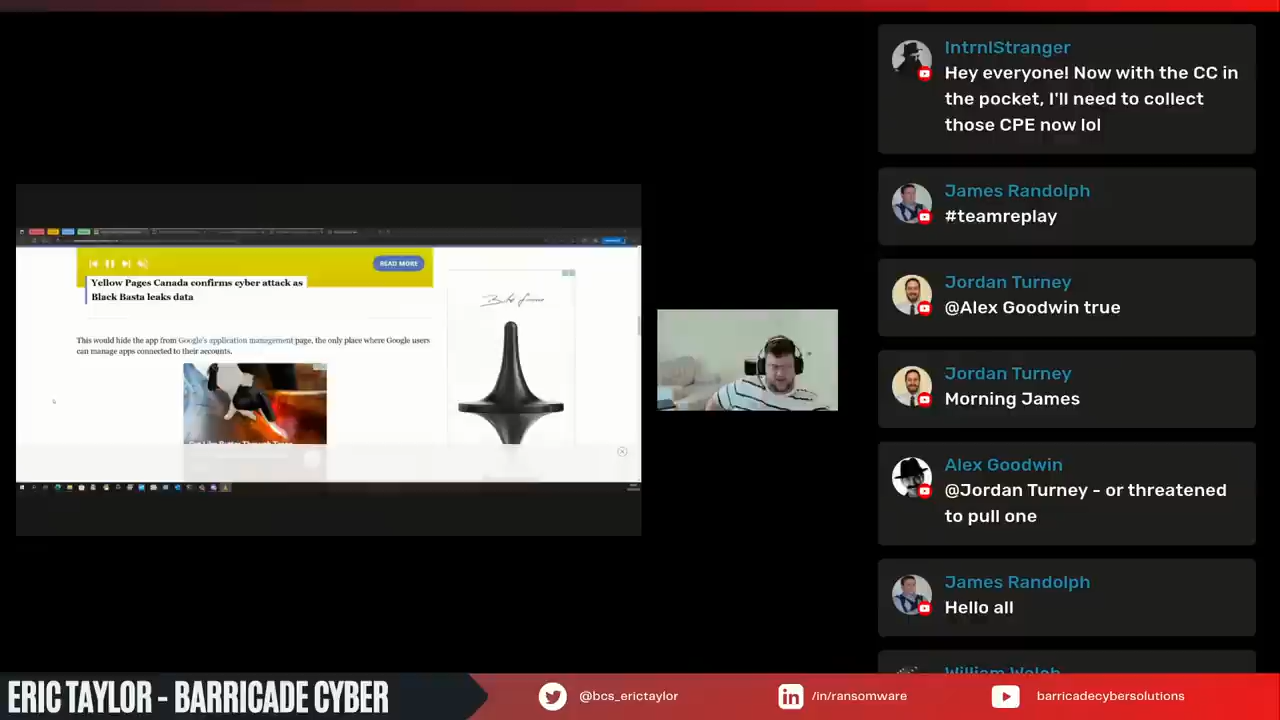 IntrnlStranger
Hey everyone! Now with the CC in
the pocket, I'll need to collect
those CPE now lol
James Randolph
#teamreplay
Jordan Turney
@Alex Goodwin true
Jordan Turney
Morning James
Alex Goodwin
@Jordan Turney - or threatened
to pull one
James Randolph
Hello all
William Welch
READ MORE
Yellow Pages Canada confirms cyber attack as
Black Basta leaks data
This would hide the app from Google's application management page, the only place where Google users
can manage apps connected to their accounts.
ERIC TAYLOR - BARRICADE CYBER
@bcs_erictaylor
/in/ransomware
barricadecybersolutions